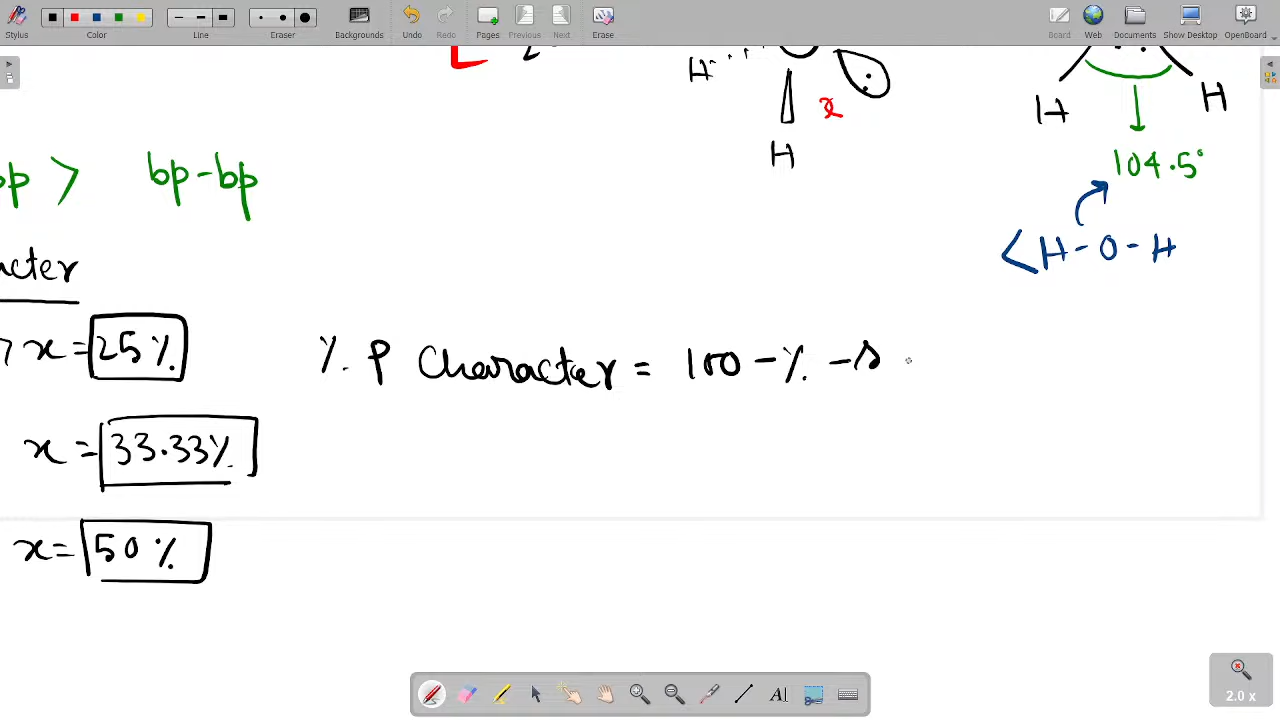 Stylus Color Line Eraser Backgrounds Undo Redo Pages Previous Next Erase Board Web Documents Show Desktop OpenBoard
H
H
x
H
H
104.5°
bp > bp-bp
<H-O-H
acter
x = 25%
% P Character = 100 - % - s
x = 33.33%
x = 50%
2.0 x